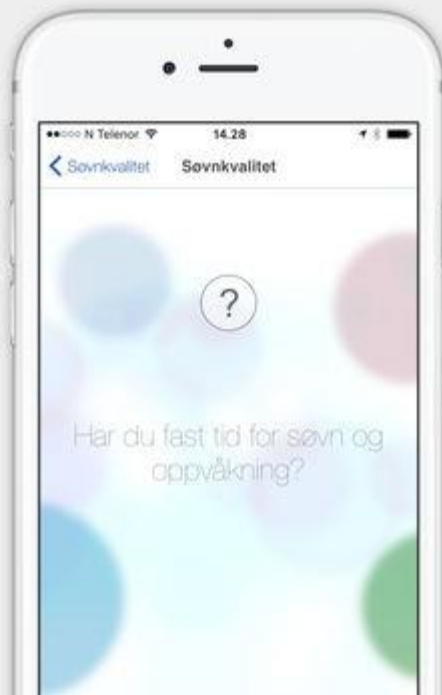 N Telenor 14.28
Søvnkvalitet Søvnkvalitet
?
Har du fast tid for søvn og
oppvåkning?